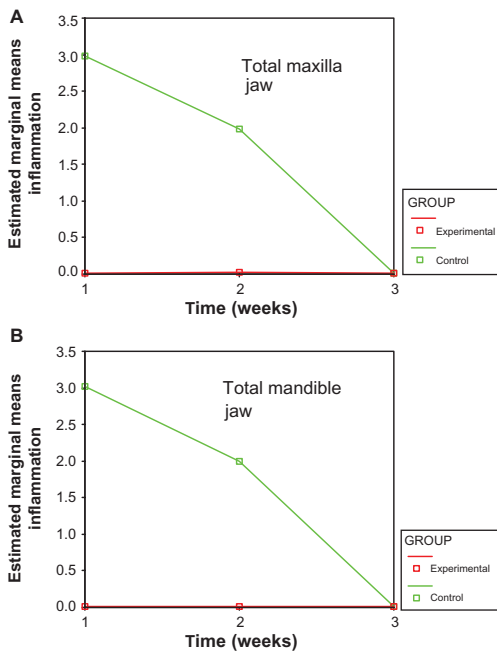 A
Estimated marginal means
inflammation
3.5
3.0
2.5
2.0
1.5
1.0
0.5
0.0
Total maxilla
jaw
1
2
3
Time (weeks)
GROUP
Experimental
Control
B
Estimated marginal means
inflammation
3.5
3.0
2.5
2.0
1.5
1.0
0.5
0.0
Total mandible
jaw
1
2
3
Time (weeks)
GROUP
Experimental
Control